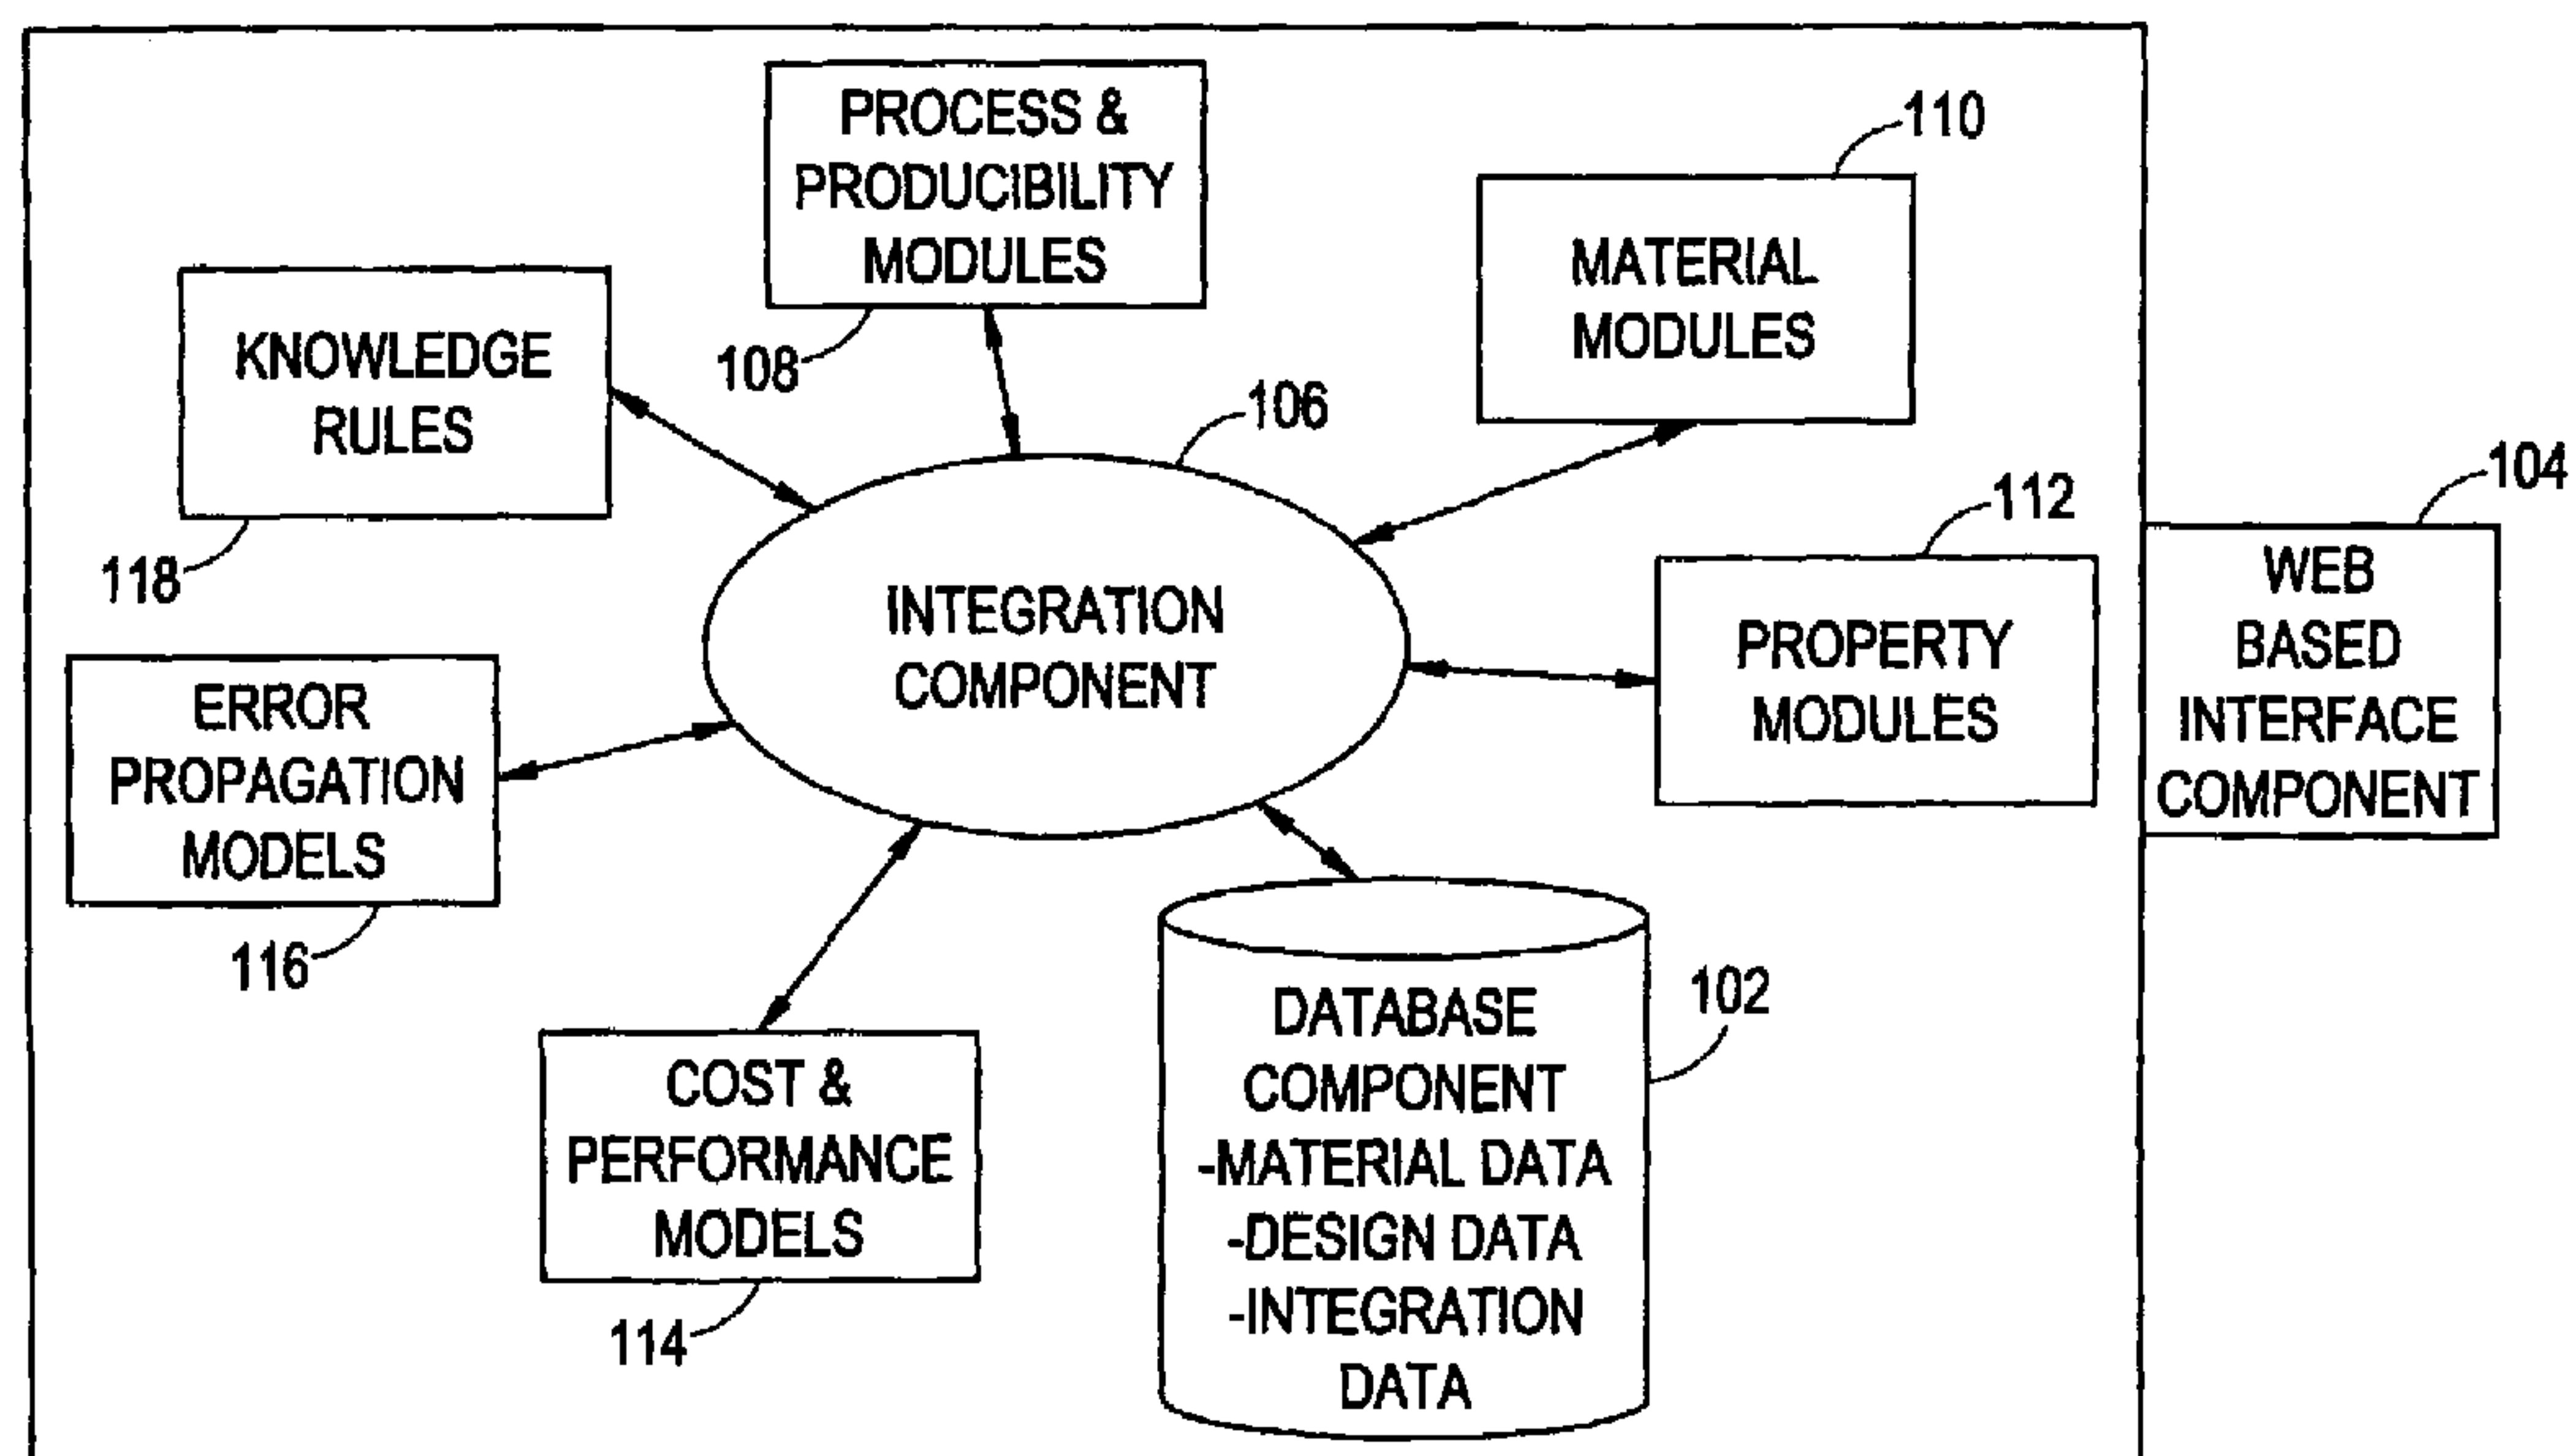 PROCESS &
PRODUCIBILITY
MODULES
108
110
MATERIAL
MODULES
KNOWLEDGE
RULES
118
106
INTEGRATION
COMPONENT
112
PROPERTY
MODULES
104
WEB
BASED
INTERFACE
COMPONENT
ERROR
PROPAGATION
MODELS
116
COST &
PERFORMANCE
MODELS
114
102
DATABASE
COMPONENT
-MATERIAL DATA
-DESIGN DATA
-INTEGRATION
DATA